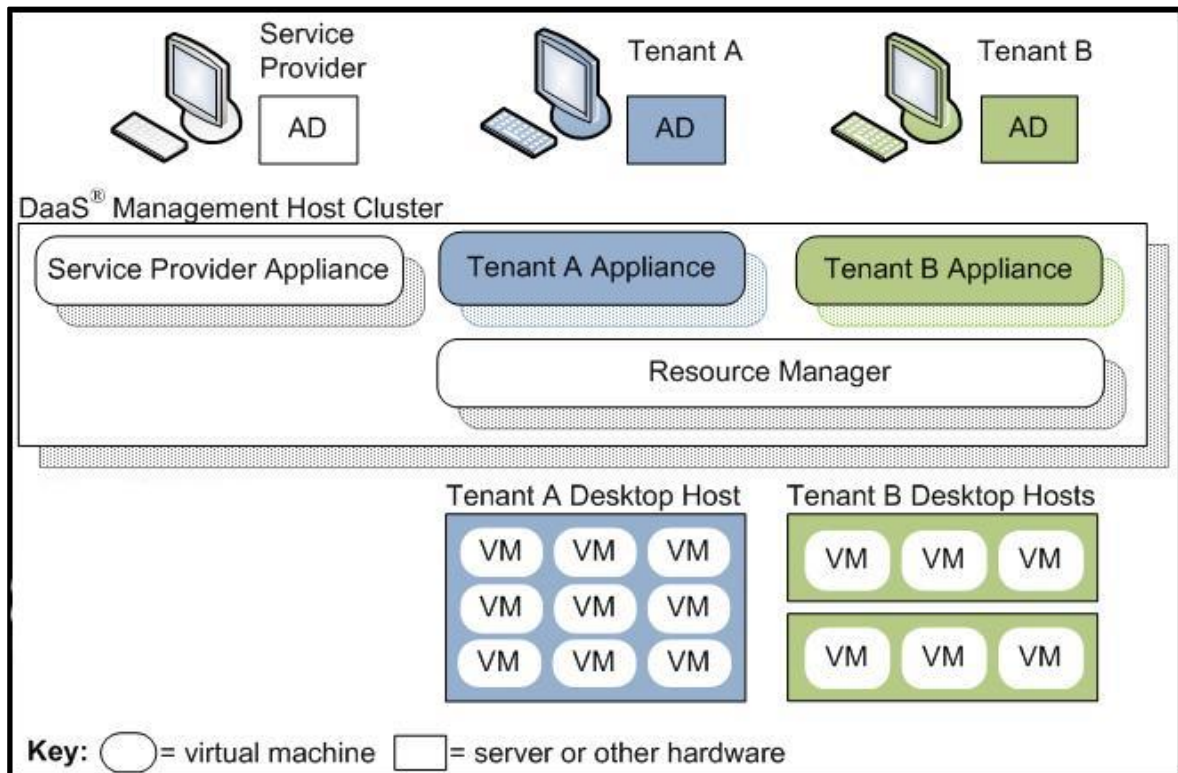 Service
Provider
Tenant A
Tenant B
AD
AD
AD
DaaS® Management Host Cluster
Service Provider Appliance
Tenant A Appliance
Tenant B Appliance
Resource Manager
Tenant A Desktop Host
Tenant B Desktop Hosts
VM VM VM
VM VM VM
VM VM VM
VM VM VM
VM VM VM
Key: = virtual machine = server or other hardware